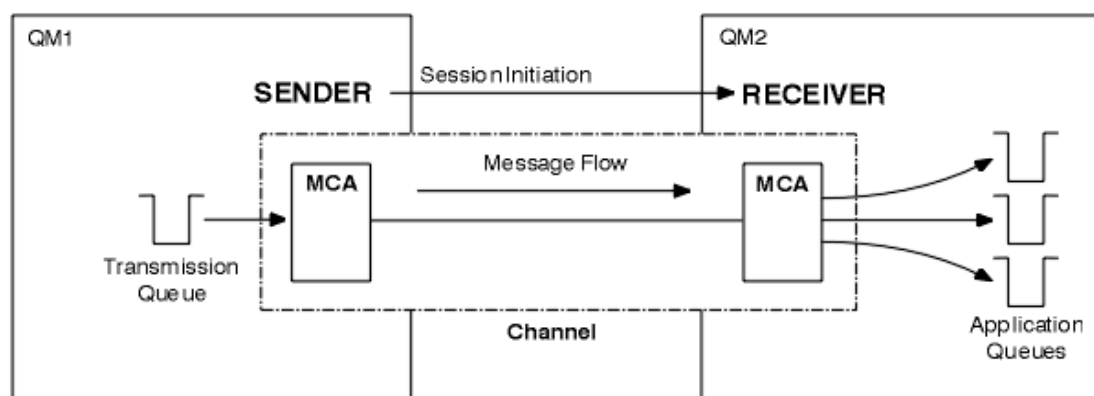 QM1
QM2
Session Initiation
SENDER
RECEIVER
Message Flow
MCA
MCA
Transmission
Queue
Channel
Application
Queues